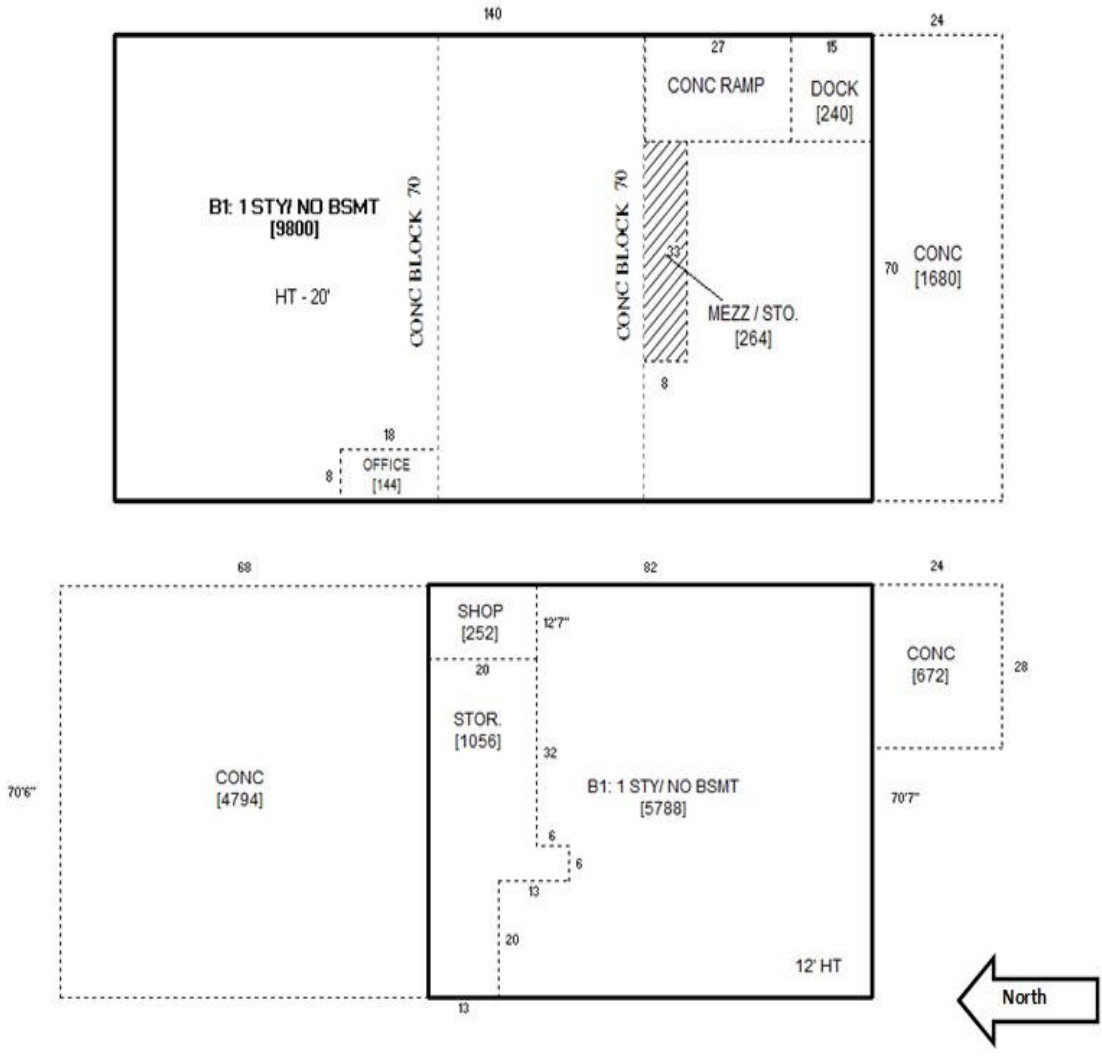 140
24
27
15
CONC RAMP
DOCK
[240]
B1: 1 STY/ NO BSMT
[9800]
HT - 20'
CONC BLOCK 70
CONC BLOCK 70
33
MEZZ / STO.
[264]
8
70
CONC
[1680]
18
8
OFFICE
[144]
68
82
24
SHOP
[252]
12'7"
20
CONC
[672]
28
STOR.
[1056]
32
70'6"
CONC
[4794]
B1: 1 STY/ NO BSMT
[5788]
70'7"
6
6
13
20
12' HT
13
North